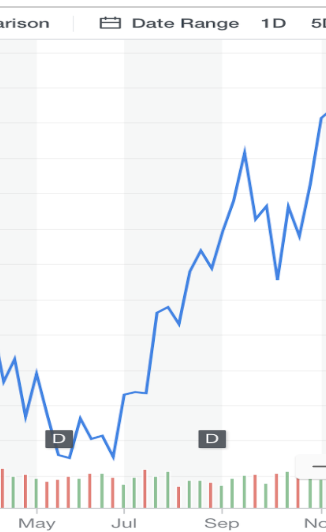 arison Date Range 1D 5D
D
D
May Jul Sep No